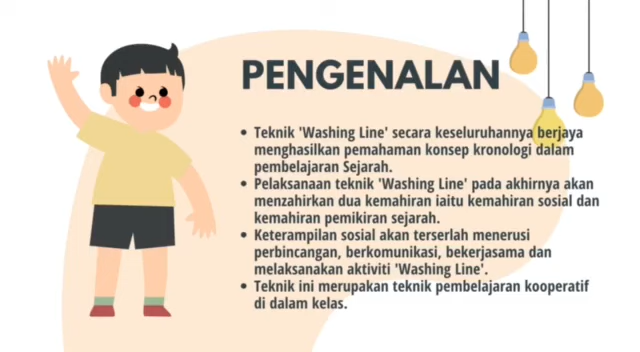 PENGENALAN
• Teknik 'Washing Line' secara keseluruhannya berjaya
menghasilkan pemahaman konsep kronologi dalam
pembelajaran Sejarah.
• Pelaksanaan teknik 'Washing Line' pada akhirnya akan
menzahirkan dua kemahiran iaitu kemahiran sosial dan
kemahiran pemikiran sejarah.
• Keterampilan sosial akan terserlah menerusi
perbincangan, berkomunikasi, bekerjasama dan
melaksanakan aktiviti 'Washing Line'.
• Teknik ini merupakan teknik pembelajaran kooperatif
di dalam kelas.